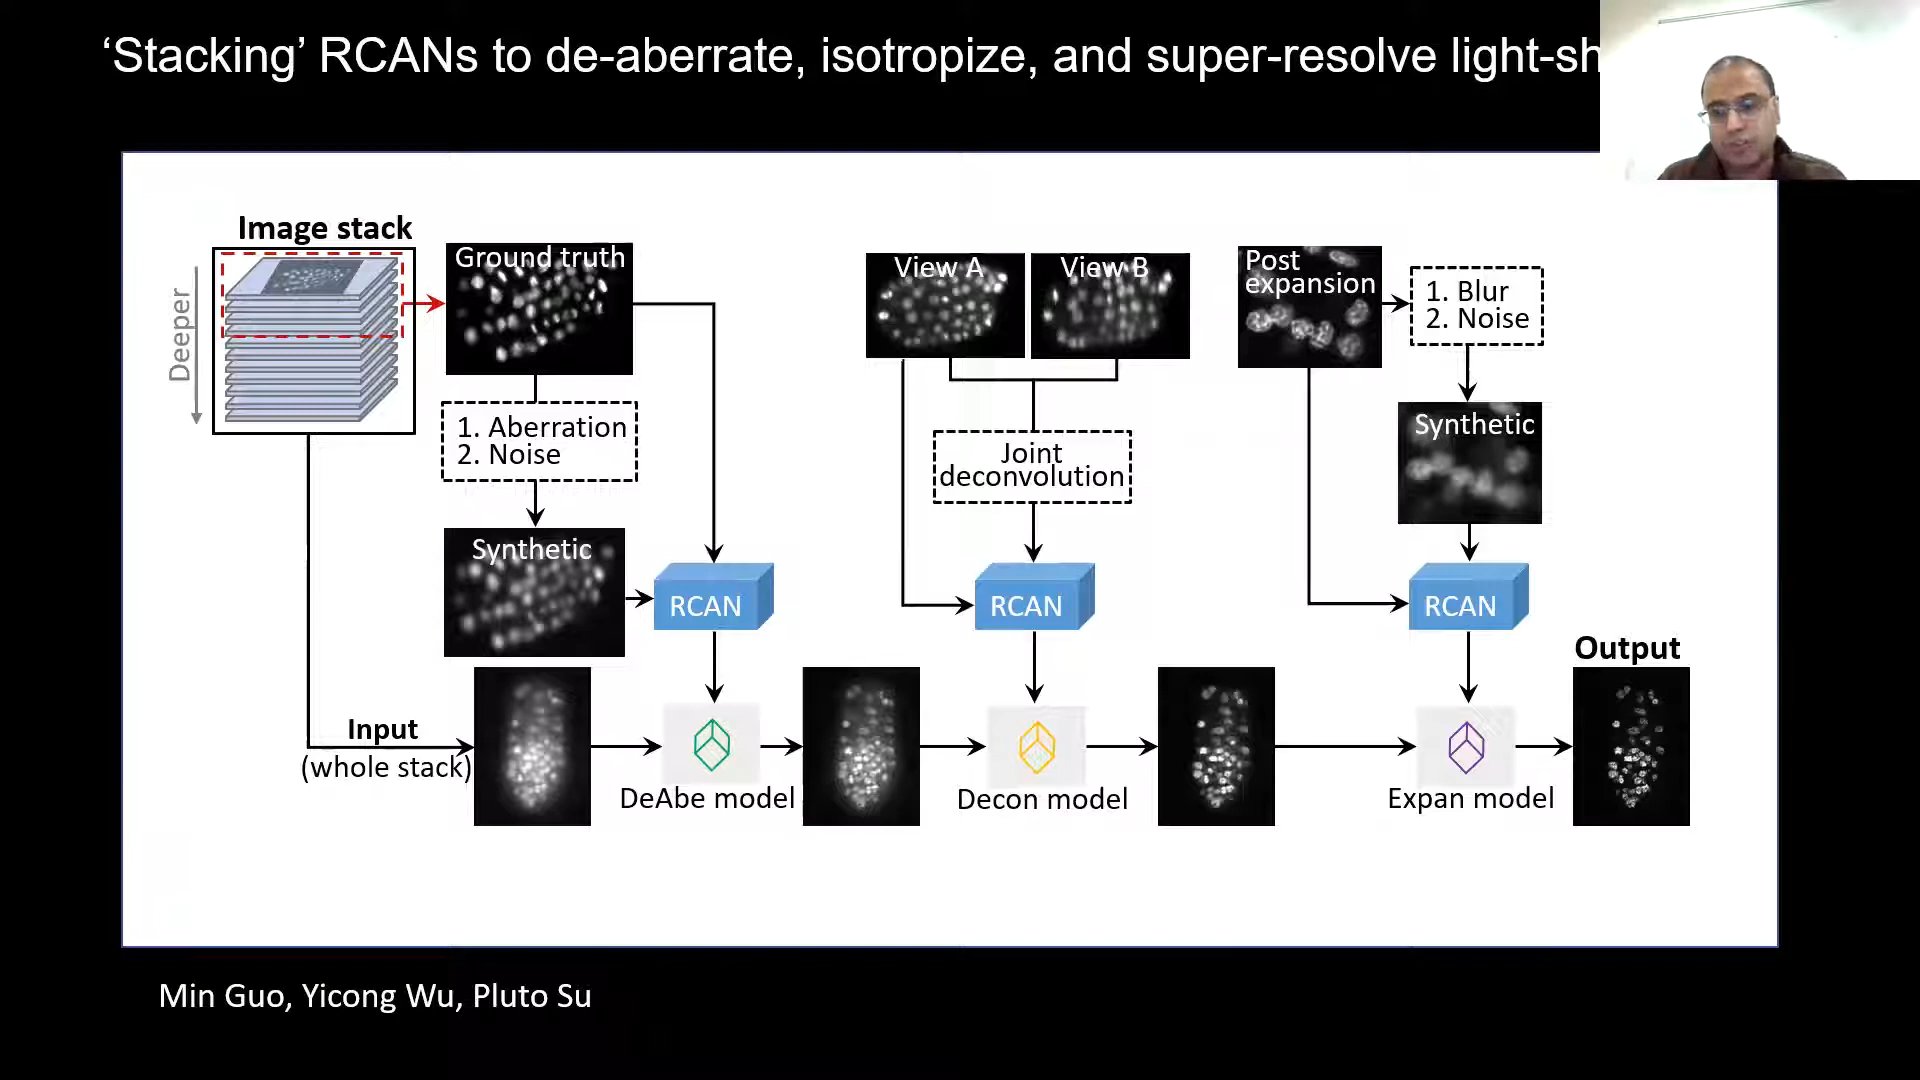 ‘Stacking’ RCANs to de-aberrate, isotropize, and super-resolve
Image stack
Deeper
Ground truth
1. Aberration
2. Noise
Synthetic
RCAN
View A
View B
Joint
deconvolution
RCAN
Post
expansion
1. Blur
2. Noise
Synthetic
RCAN
Input
(whole stack)
DeAbe model
Decon model
Expan model
Output
Min Guo, Yicong Wu, Pluto Su